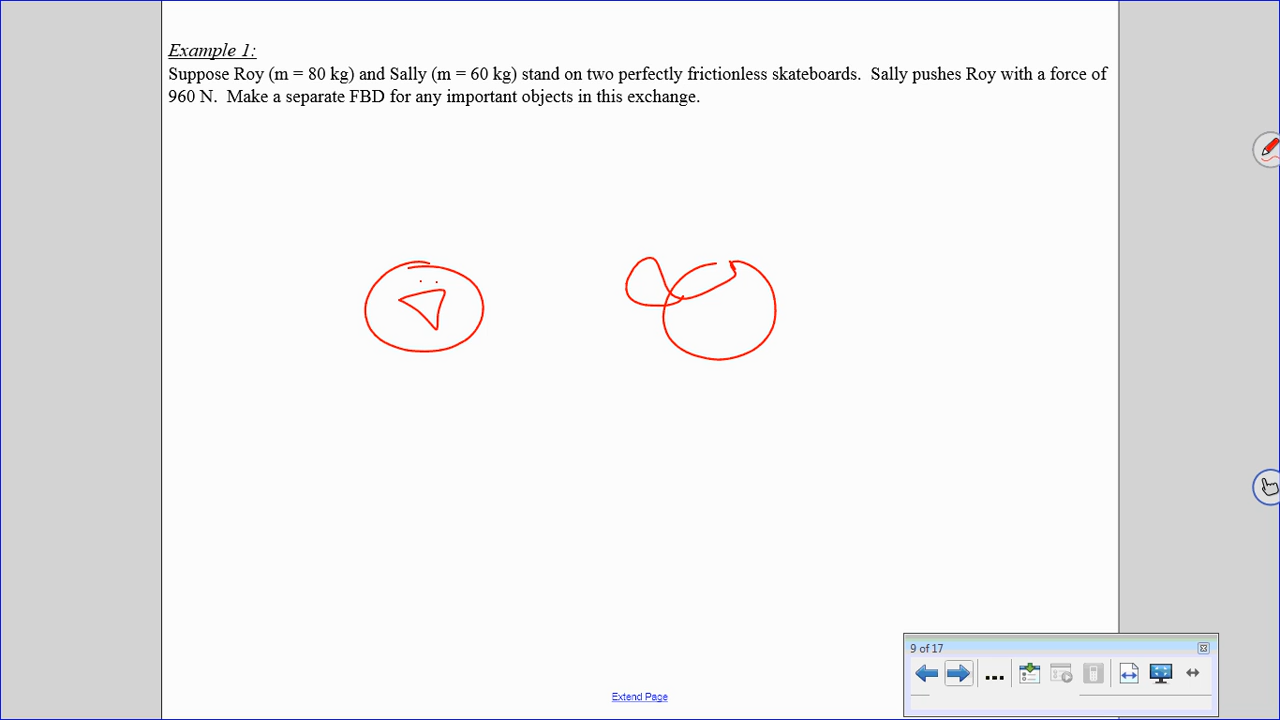 Example 1:
Suppose Roy (m = 80 kg) and Sally (m = 60 kg) stand on two perfectly frictionless skateboards.  Sally pushes Roy with a force of
960 N.  Make a separate FBD for any important objects in this exchange.
9 of 17
...
Extend Page